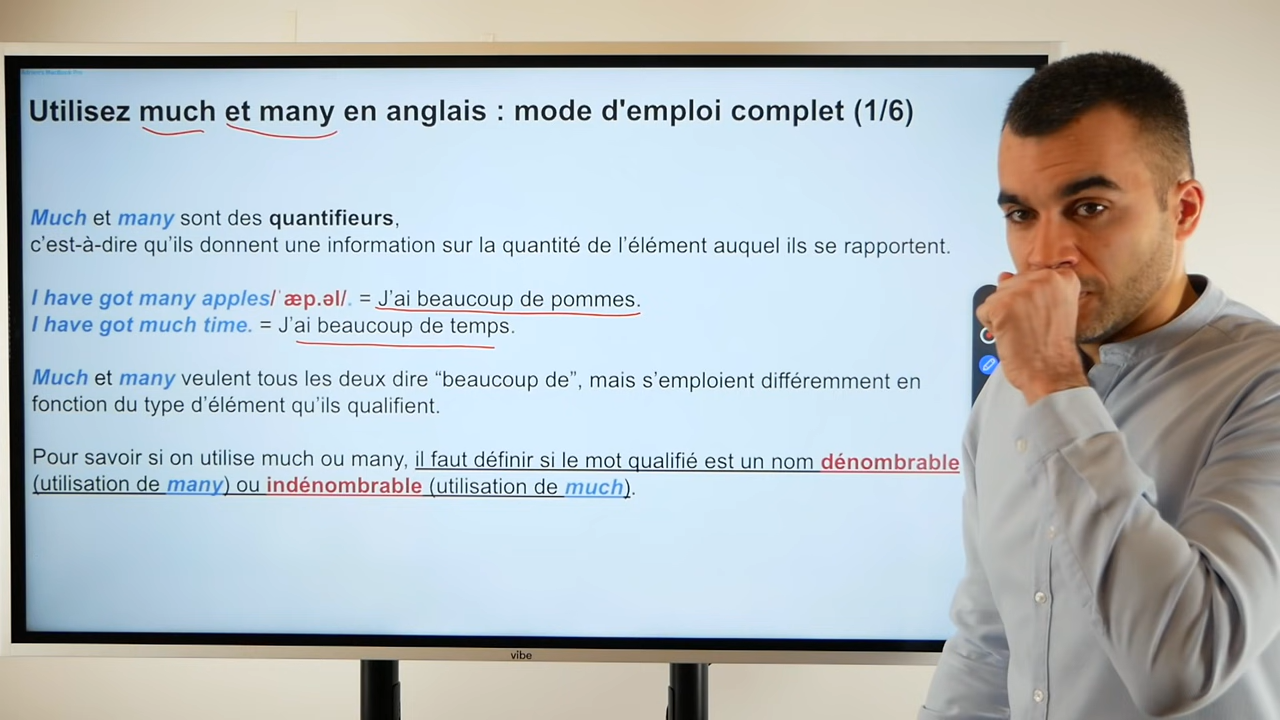 Adrien's MacBook Pro
Utilisez much et many en anglais : mode d'emploi complet (1/6)
Much et many sont des quantifieurs,
c'est-à-dire qu'ils donnent une information sur la quantité de l'élément auquel ils se rapportent.
I have got many apples/ˈæp.əl/. = J'ai beaucoup de pommes.
I have got much time. = J'ai beaucoup de temps.
Much et many veulent tous les deux dire “beaucoup de”, mais s'emploient différemment en
fonction du type d'élément qu'ils qualifient.
Pour savoir si on utilise much ou many, il faut définir si le mot qualifié est un nom dénombrable
(utilisation de many) ou indénombrable (utilisation de much).
vibe